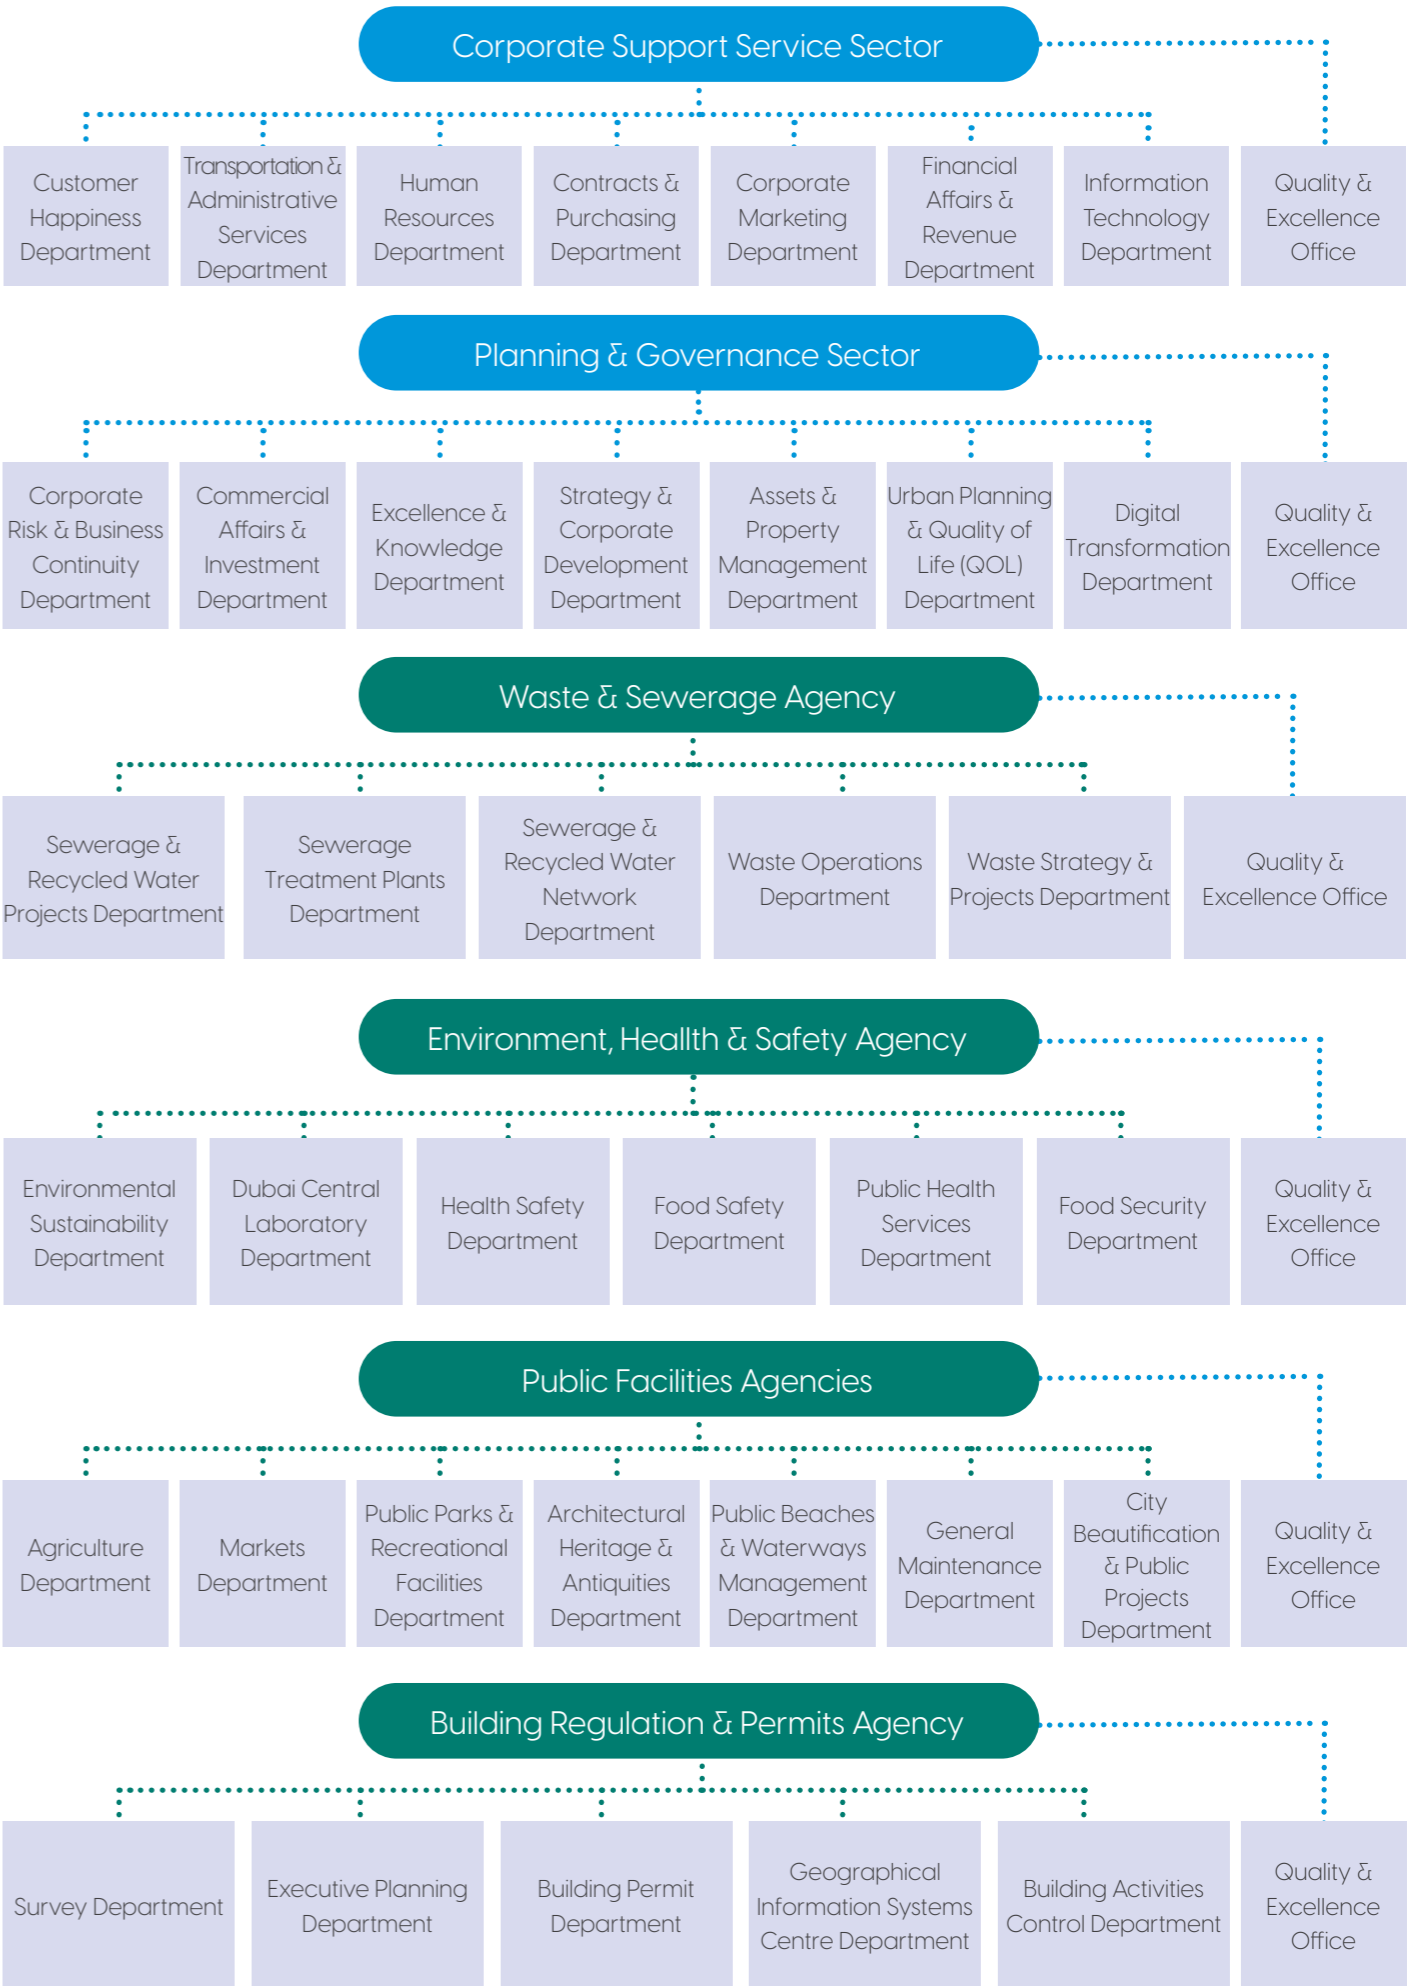 Corporate Support Service Sector
Customer
Happiness
Department
Transportation &
Administrative
Services
Department
Human
Resources
Department
Contracts &
Purchasing
Department
Corporate
Marketing
Department
Financial
Affairs &
Revenue
Department
Information
Technology
Department
Quality &
Excellence
Office
Planning & Governance Sector
Corporate
Risk & Business
Continuity
Department
Commercial
Affairs &
Investment
Department
Excellence &
Knowledge
Department
Strategy &
Corporate
Development
Department
Assets &
Property
Management
Department
Urban Planning
& Quality of
Life (QOL)
Department
Digital
Transformation
Department
Quality &
Excellence
Office
Waste & Sewerage Agency
Sewerage &
Recycled Water
Projects Department
Sewerage
Treatment Plants
Department
Sewerage &
Recycled Water
Network
Department
Waste Operations
Department
Waste Strategy &
Projects Department
Quality &
Excellence Office
Environment, Heallth & Safety Agency
Environmental
Sustainability
Department
Dubai Central
Laboratory
Department
Health Safety
Department
Food Safety
Department
Public Health
Services
Department
Food Security
Department
Quality &
Excellence
Office
Public Facilities Agencies
Agriculture
Department
Markets
Department
Public Parks &
Recreational
Facilities
Department
Architectural
Heritage &
Antiquities
Department
Public Beaches
& Waterways
Management
Department
General
Maintenance
Department
City
Beautification
& Public
Projects
Department
Quality &
Excellence
Office
Building Regulation & Permits Agency
Survey Department
Executive Planning
Department
Building Permit
Department
Geographical
Information Systems
Centre Department
Building Activities
Control Department
Quality &
Excellence
Office